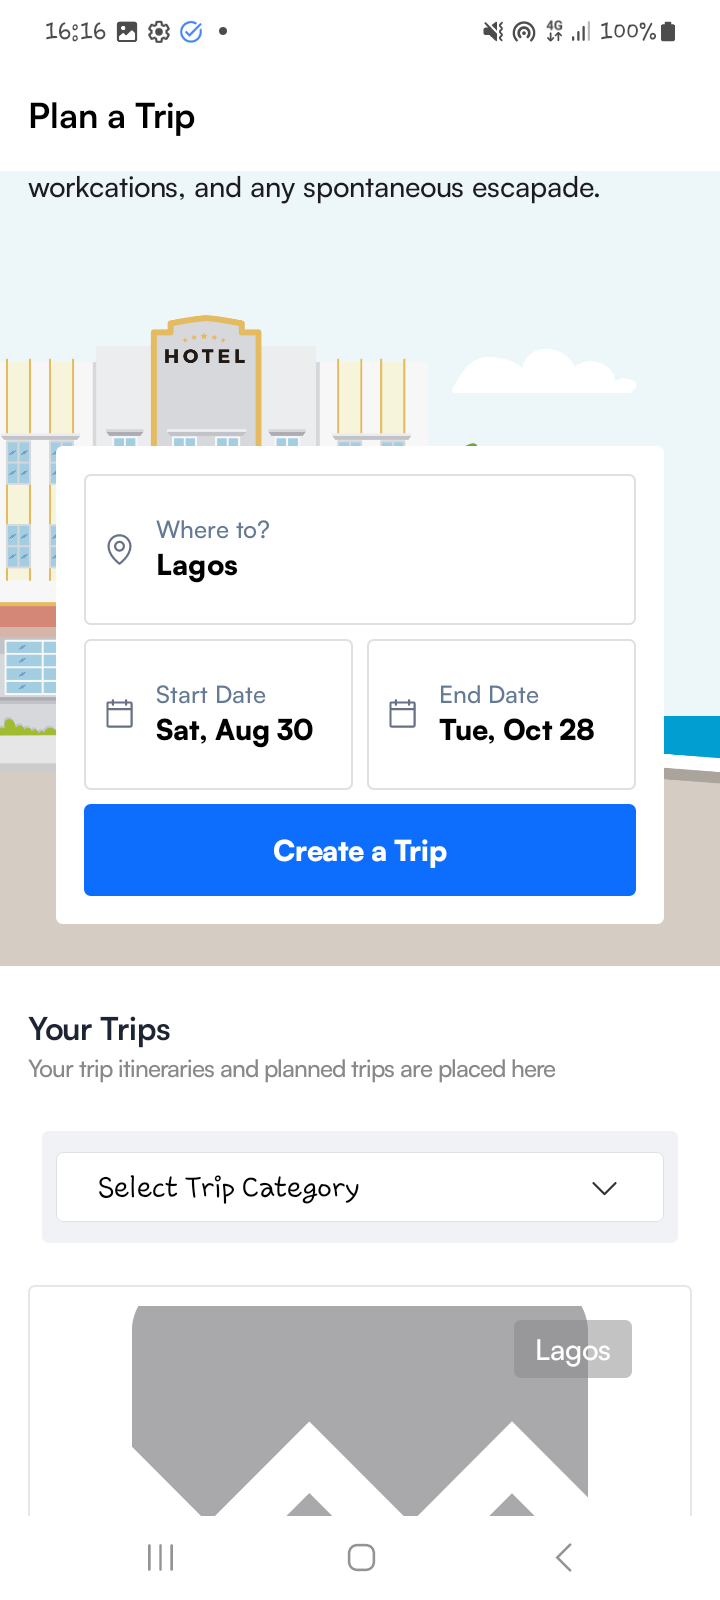 16:16 4G 100%
Plan a Trip
workcations, and any spontaneous escapade.
HOTEL
Where to?
Lagos
Start Date
Sat, Aug 30
End Date
Tue, Oct 28
Create a Trip
Your Trips
Your trip itineraries and planned trips are placed here
Select Trip Category
Lagos